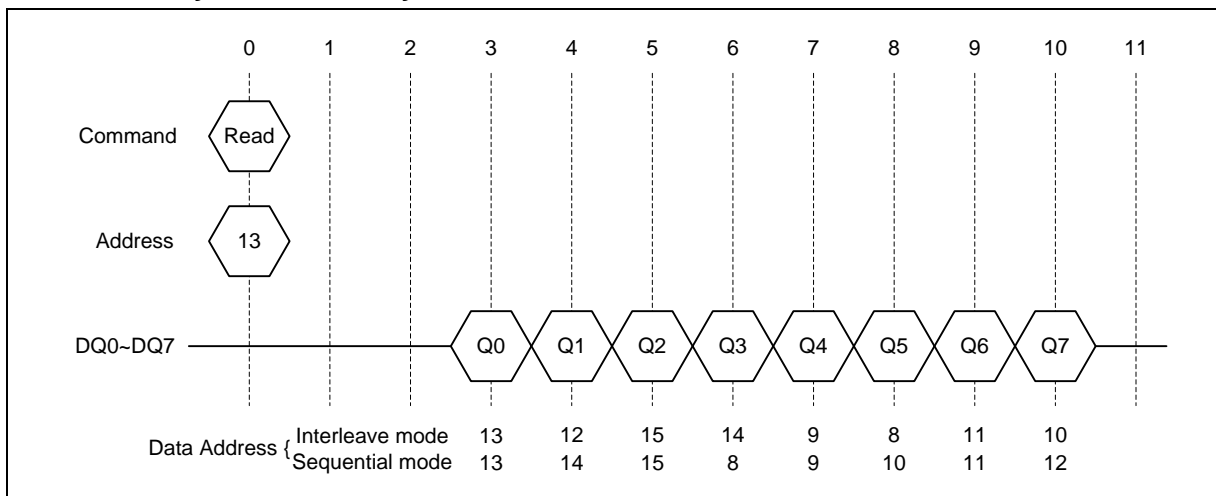 0 1 2 3 4 5 6 7 8 9 10 11
Command Read
Address 13
DQ0~DQ7 Q0 Q1 Q2 Q3 Q4 Q5 Q6 Q7
Data Address { Interleave mode 13 12 15 14 9 8 11 10
Sequential mode 13 14 15 8 9 10 11 12